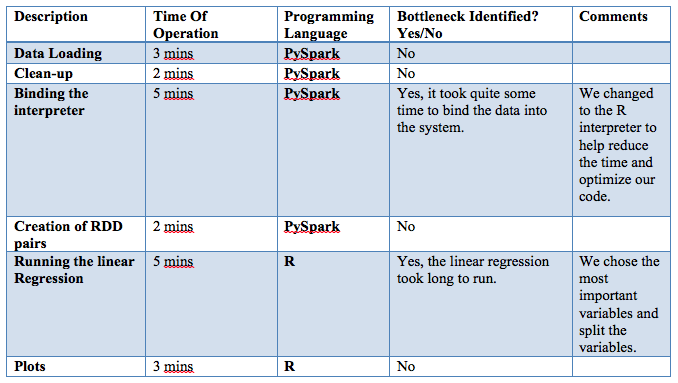 Description Time Of Programming Bottleneck Identified? Comments
Operation Language Yes/No
Data Loading 3 mins PySpark No
Clean-up 2 mins PySpark No
Binding the 5 mins PySpark Yes, it took quite some We changed
interpreter time to bind the data into to the R
the system. interpreter to
help reduce
the time and
optimize our
code.
Creation of RDD 2 mins PySpark No
pairs
Running the linear 5 mins R Yes, the linear regression We chose the
Regression took long to run. most
important
variables and
split the
variables.
Plots 3 mins R No